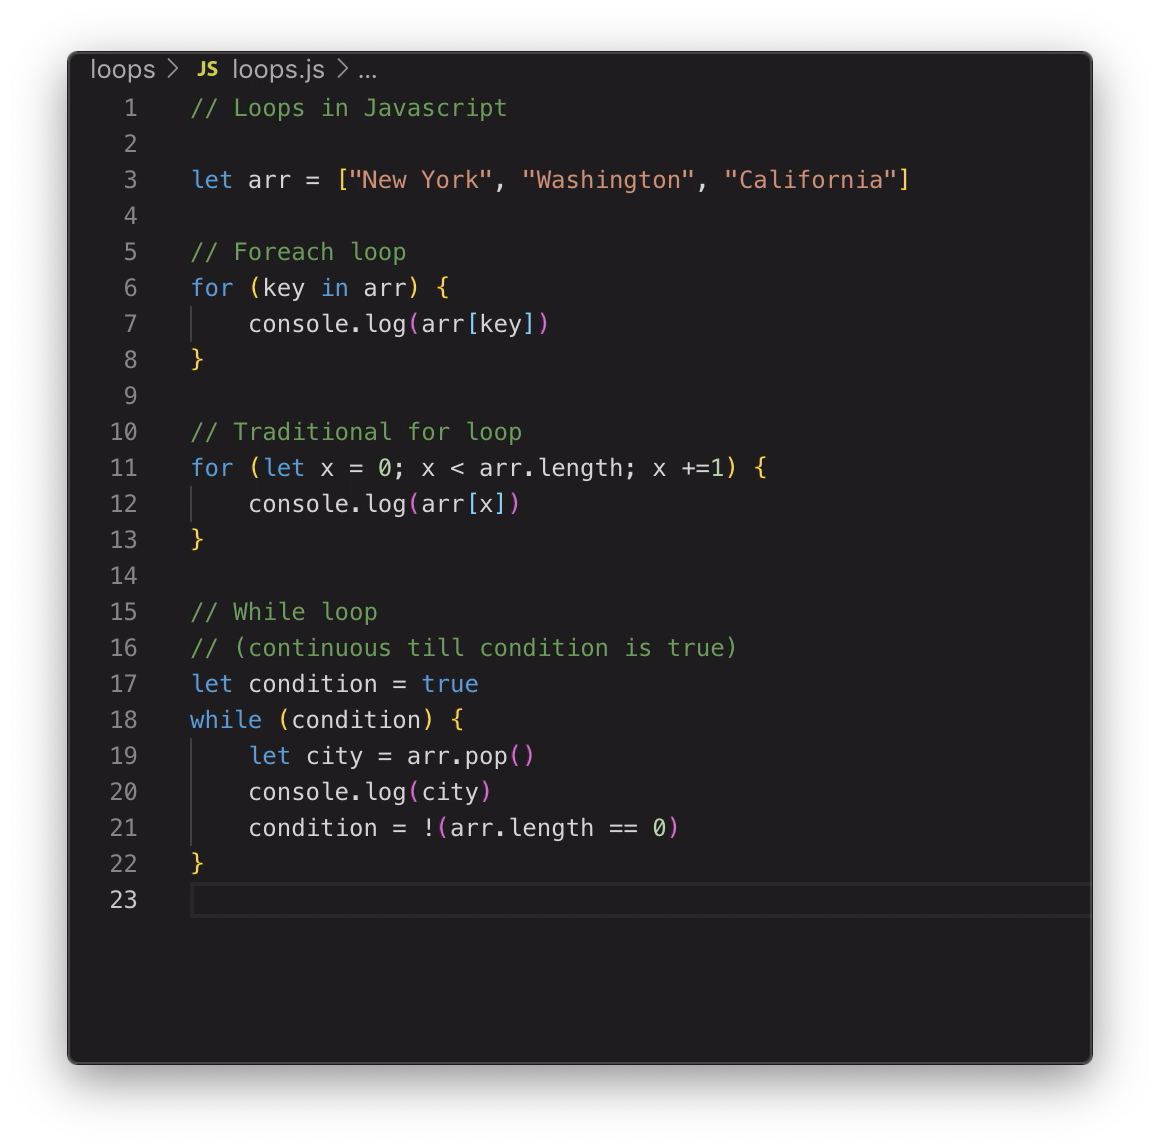 loops > JS loops.js > ...
1 // Loops in Javascript
2
3 let arr = ["New York", "Washington", "California"]
4
5 // Foreach loop
6 for (key in arr) {
7     console.log(arr[key])
8 }
9
10 // Traditional for loop
11 for (let x = 0; x < arr.length; x +=1) {
12     console.log(arr[x])
13 }
14
15 // While loop
16 // (continuous till condition is true)
17 let condition = true
18 while (condition) {
19     let city = arr.pop()
20     console.log(city)
21     condition = !(arr.length == 0)
22 }
23